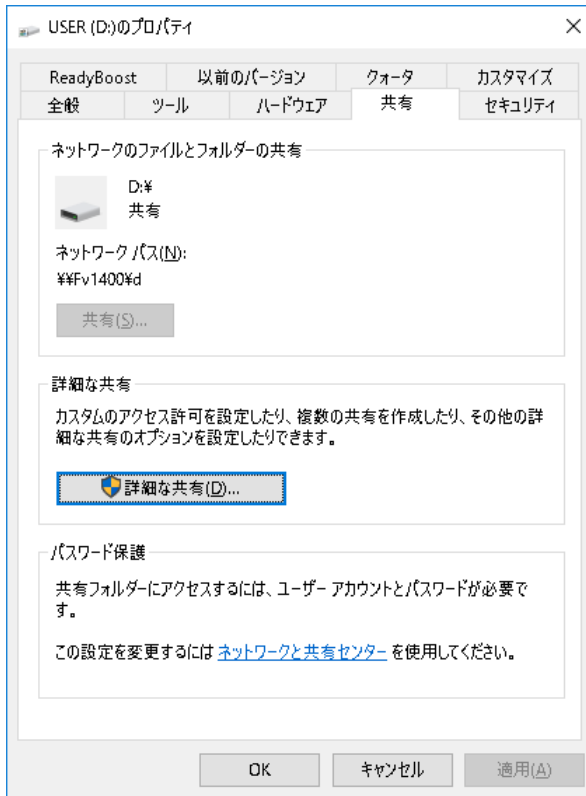 USER (D:)のプロパティ
ReadyBoost 以前のバージョン クォータ カスタマイズ
全般 ツール ハードウェア 共有 セキュリティ
ネットワークのファイルとフォルダーの共有
D:¥
共有
ネットワーク パス(N):
¥¥Fv1400¥d
共有(S)...
詳細な共有
カスタムのアクセス許可を設定したり、複数の共有を作成したり、その他の詳
細な共有のオプションを設定したりできます。
詳細な共有(D)...
パスワード保護
共有フォルダーにアクセスするには、ユーザー アカウントとパスワードが必要で
す。
この設定を変更するには ネットワークと共有センター を使用してください。
OK キャンセル 適用(A)